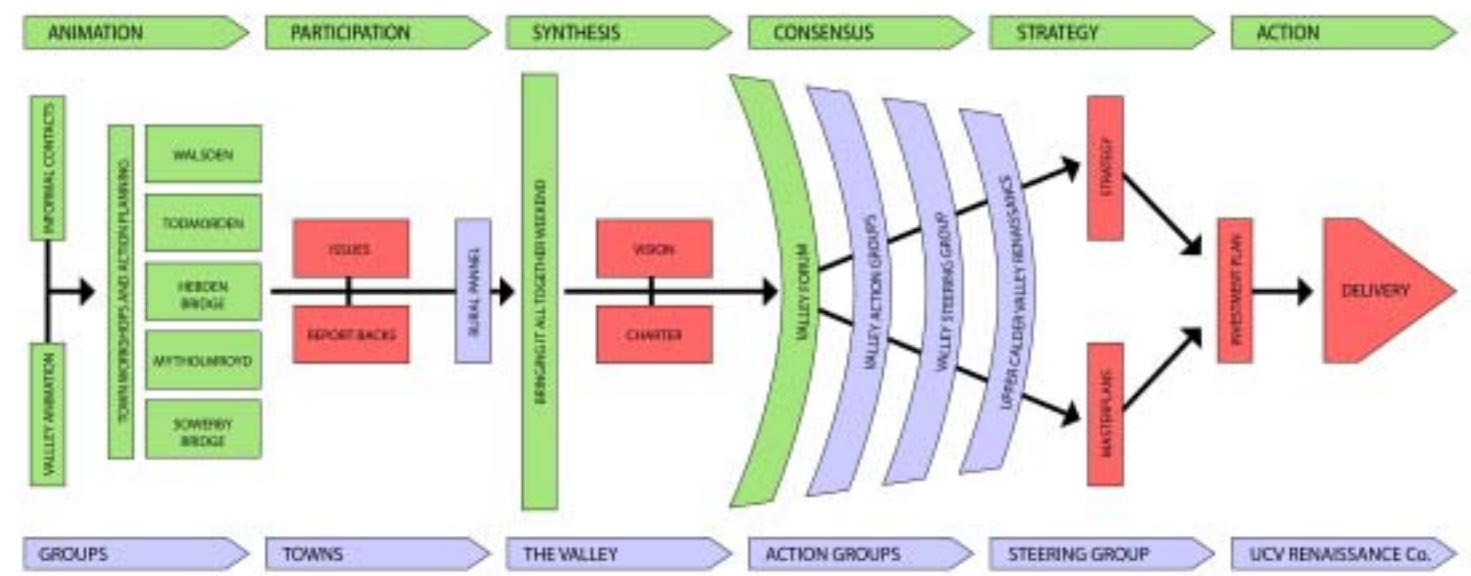 ANIMATION
PARTICIPATION
SYNTHESIS
CONSENSUS
STRATEGY
ACTION
INFORMAL CONTACTS
VALLLEY ANIMATION
TOWN WORKSHOPS AND ACTION PLANNING
WALSDEN
TODMORDEN
HEBDEN
BRIDGE
MYTHOLMROYD
SOWERBY
BRIDGE
ISSUES
REPORT BACKS
RURAL PANNEL
BRINGING IT ALL TOGETHER WEEKEND
VISION
CHARTER
VALLEY FORUM
VALLEY ACTION GROUPS
VALLEY STEERING GROUP
UPPER CALDER VALLEY RENAISSANCE
STRATEGY
MASTERPLANS
INVESTMENT PLAN
DELIVERY
GROUPS
TOWNS
THE VALLEY
ACTION GROUPS
STEERING GROUP
UCV RENAISSANCE Co.